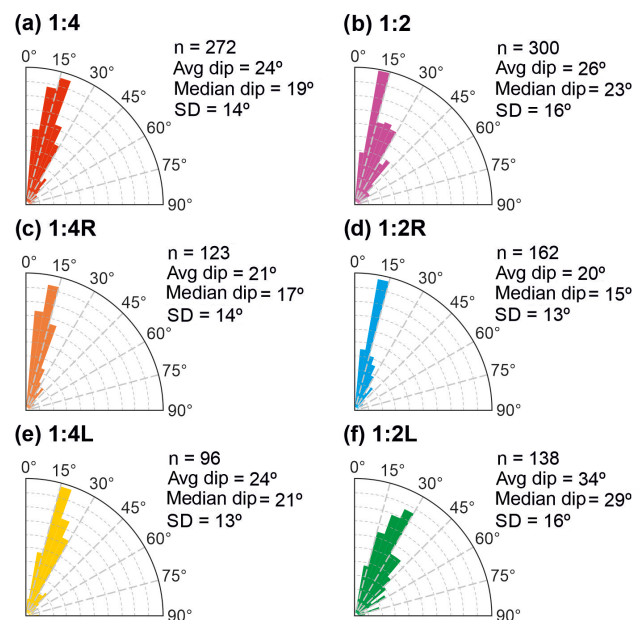 (a) 1:4
n = 272
Avg dip = 24º
Median dip = 19º
SD = 14º
0° 15° 30° 45° 60° 75° 90°
(b) 1:2
n = 300
Avg dip = 26º
Median dip = 23º
SD = 16º
0° 15° 30° 45° 60° 75° 90°
(c) 1:4R
n = 123
Avg dip = 21º
Median dip = 17º
SD = 14º
0° 15° 30° 45° 60° 75° 90°
(d) 1:2R
n = 162
Avg dip = 20º
Median dip = 15º
SD = 13º
0° 15° 30° 45° 60° 75° 90°
(e) 1:4L
n = 96
Avg dip = 24º
Median dip = 21º
SD = 13º
0° 15° 30° 45° 60° 75° 90°
(f) 1:2L
n = 138
Avg dip = 34º
Median dip = 29º
SD = 16º
0° 15° 30° 45° 60° 75° 90°